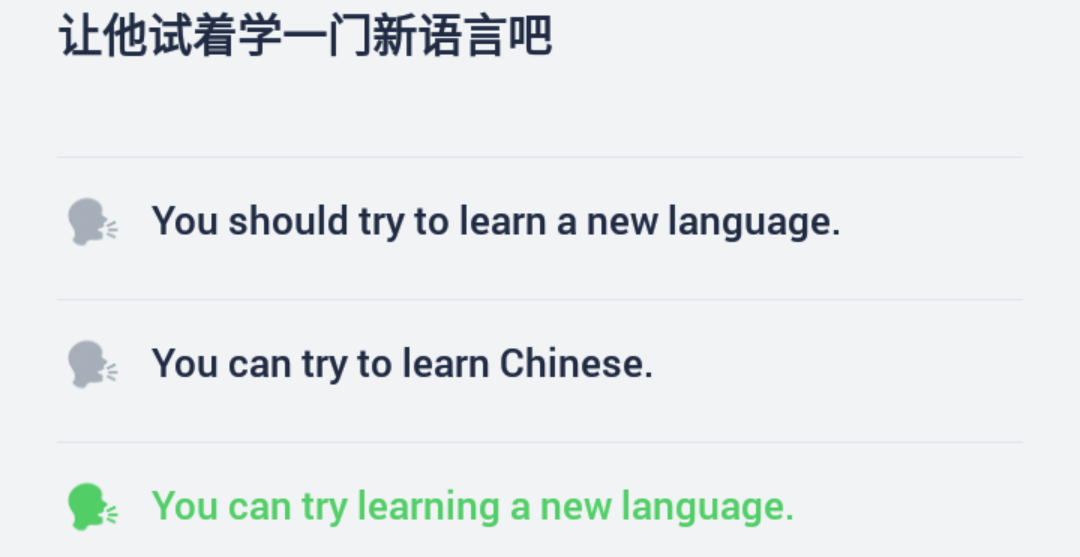 让他试着学一门新语言吧
You should try to learn a new language.
You can try to learn Chinese.
You can try learning a new language.